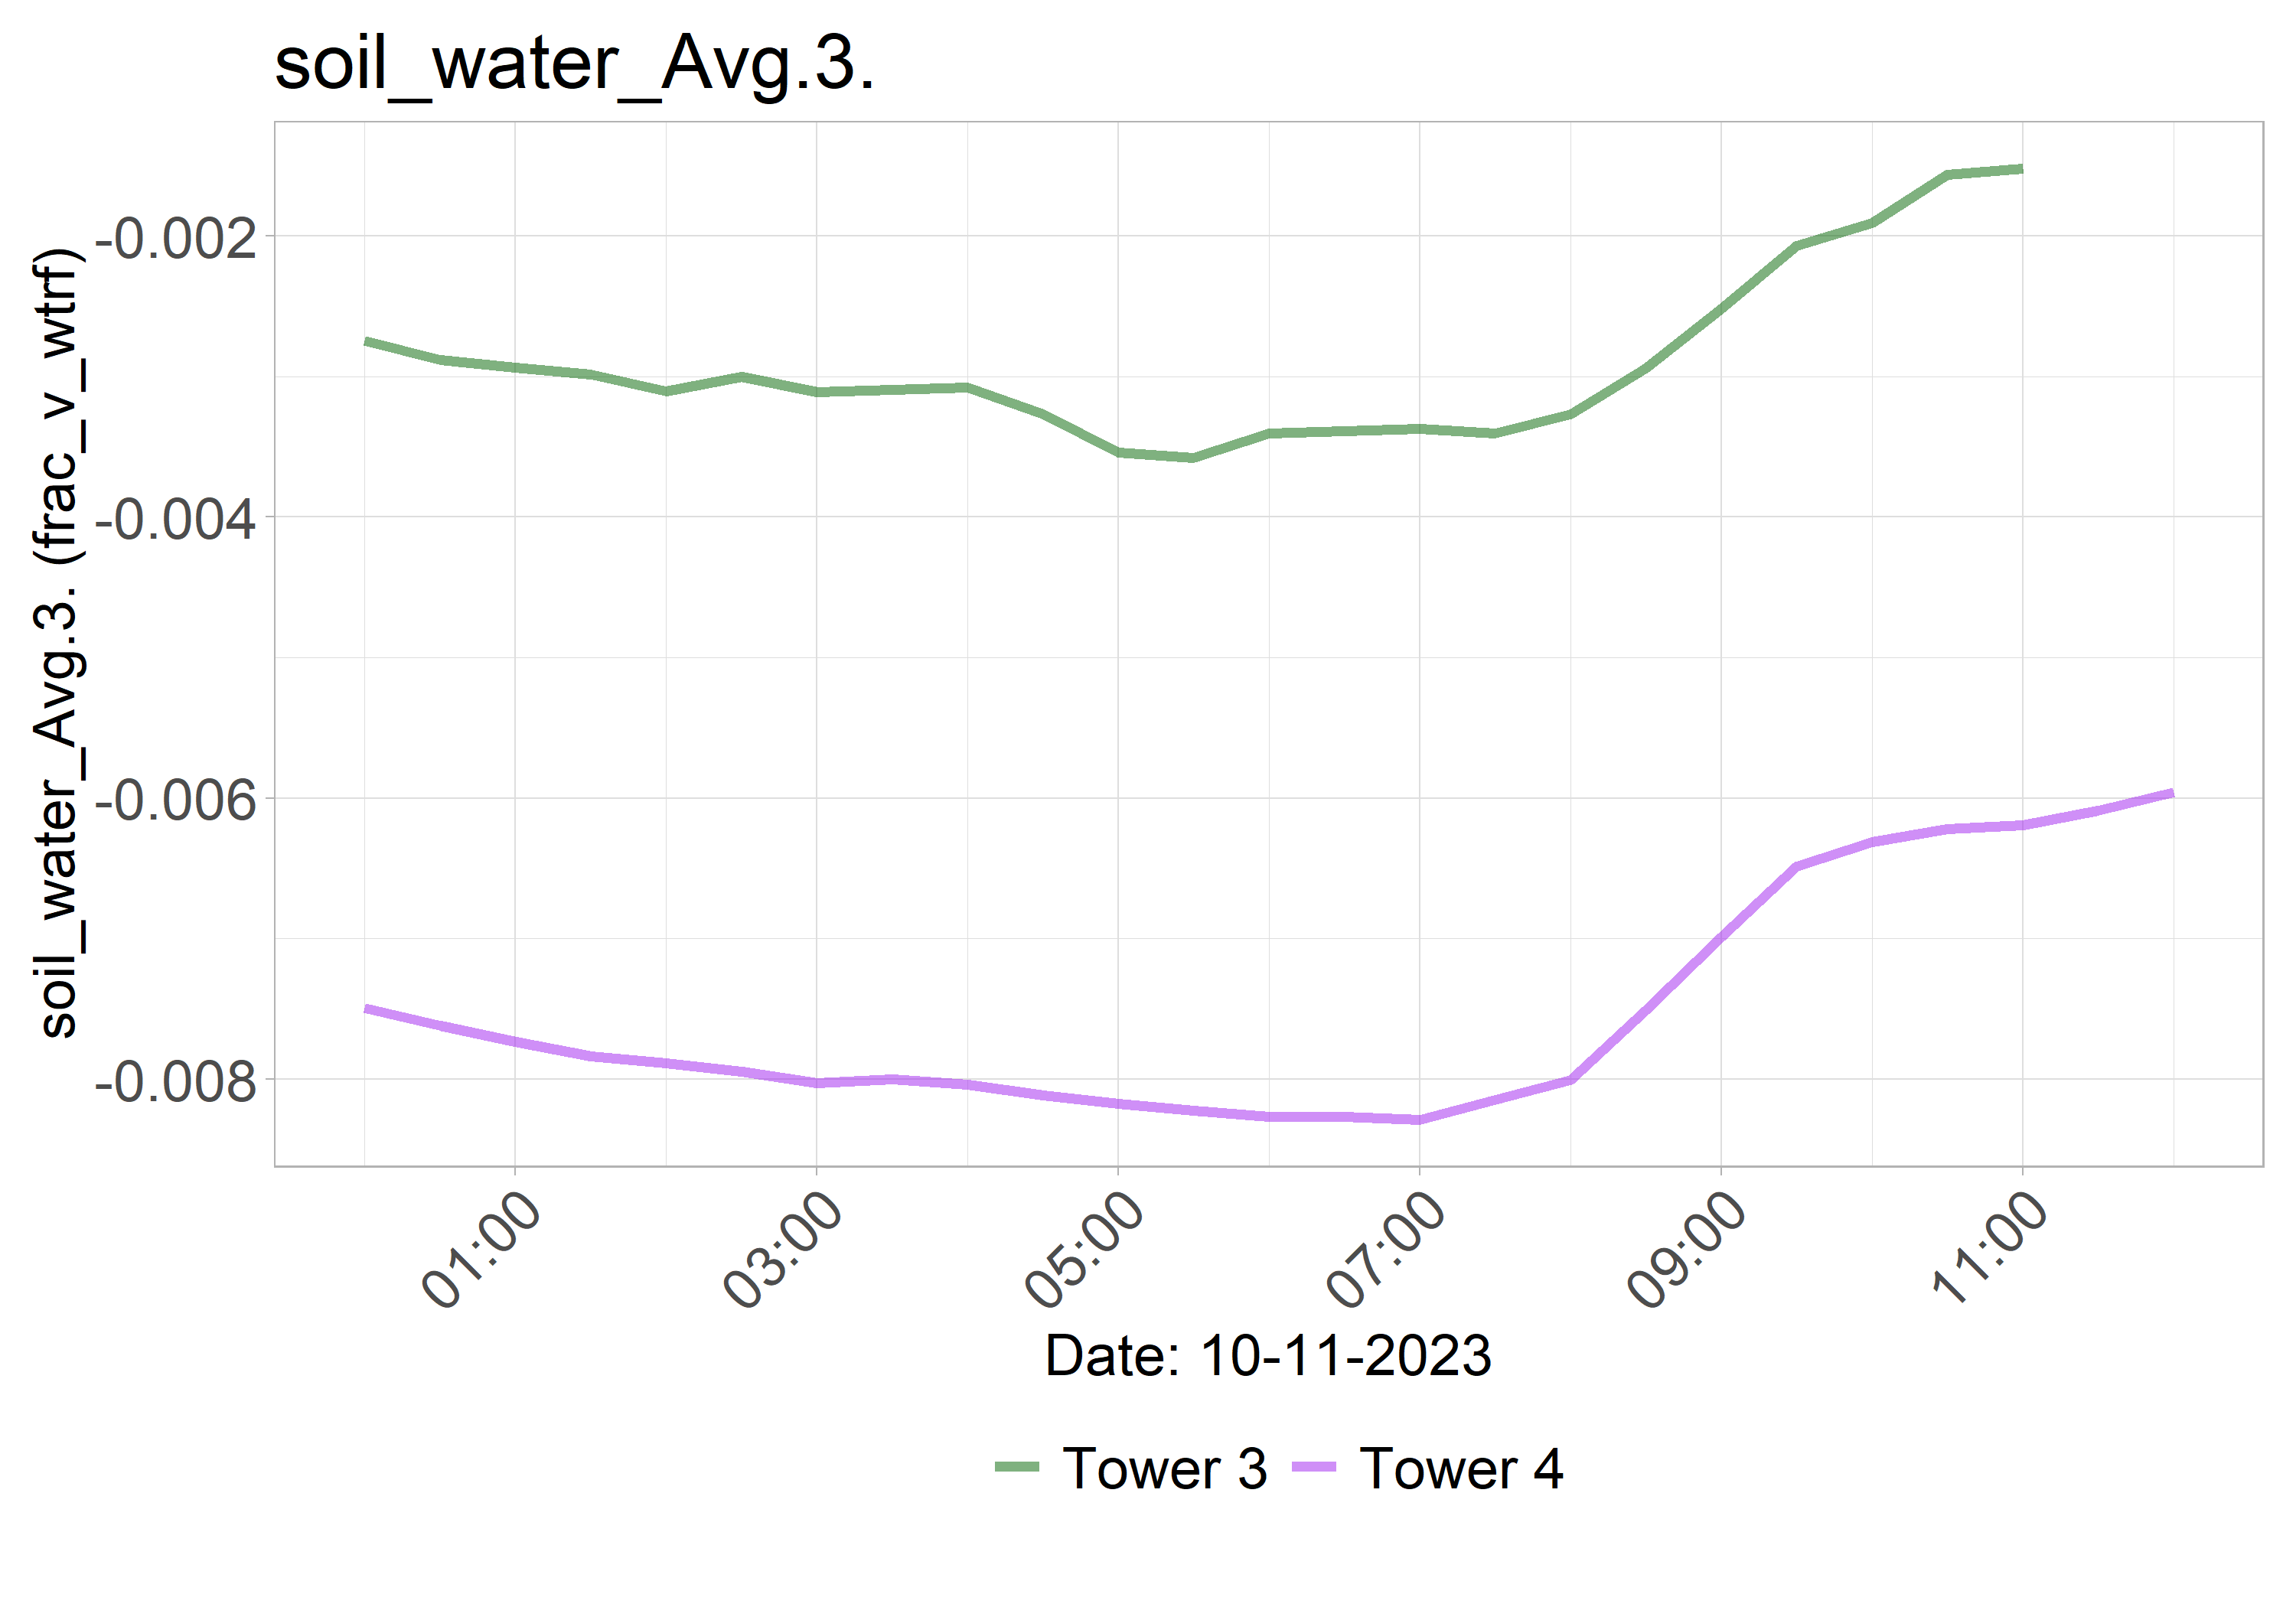 soil_water_Avg.3.
soil_water_Avg.3. (frac_v_wtrf)
-0.002
-0.004
-0.006
-0.008
01:00
03:00
05:00
07:00
09:00
11:00
Date: 10-11-2023
Tower 3
Tower 4